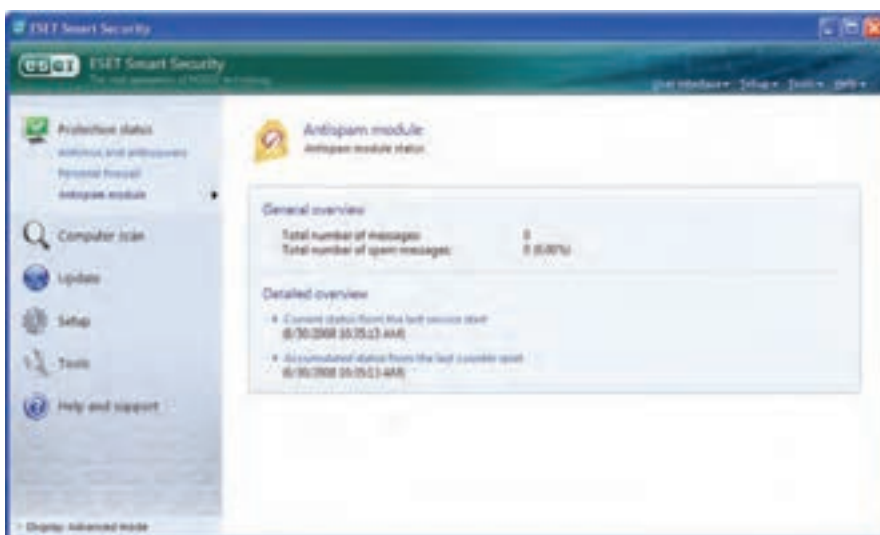 ESET Smart Security
eset ESET Smart Security
User interface Setup Tools Help
Protection status
Antivirus and antispyware
Personal firewall
Antispam module
Computer scan
Update
Setup
Tools
Help and support
Display: Advanced mode
Antispam module
Antispam module status
General overview
Total number of messages: 0
Total number of spam messages: 0 (0.00%)
Detailed overview
Current status from the last service start
Accumulated status from the last counter reset